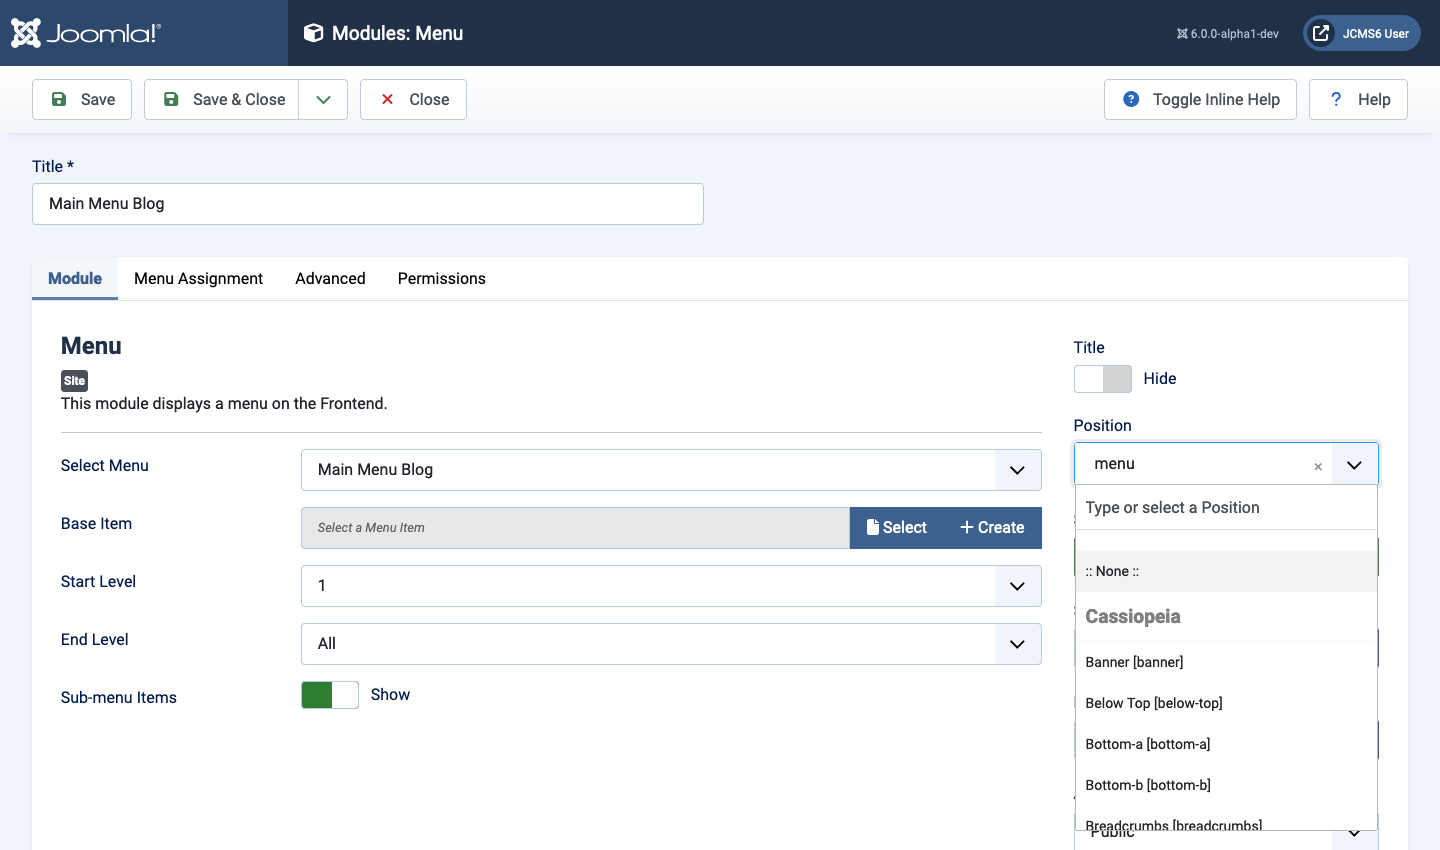 Joomla!®
Modules: Menu
6.0.0-alpha1-dev
JCMS6 User
Save
Save & Close
Close
? Toggle Inline Help
? Help
Title *
Main Menu Blog
Module
Menu Assignment
Advanced
Permissions
Menu
Site
This module displays a menu on the Frontend.
Select Menu
Main Menu Blog
Base Item
Select a Menu Item
Select
+ Create
Start Level
1
End Level
All
Sub-menu Items
Show
Title
Hide
Position
menu ×
Type or select a Position
:: None ::
Cassiopeia
Banner [banner]
Below Top [below-top]
Bottom-a [bottom-a]
Bottom-b [bottom-b]
Breadcrumbs [breadcrumbs]
Public